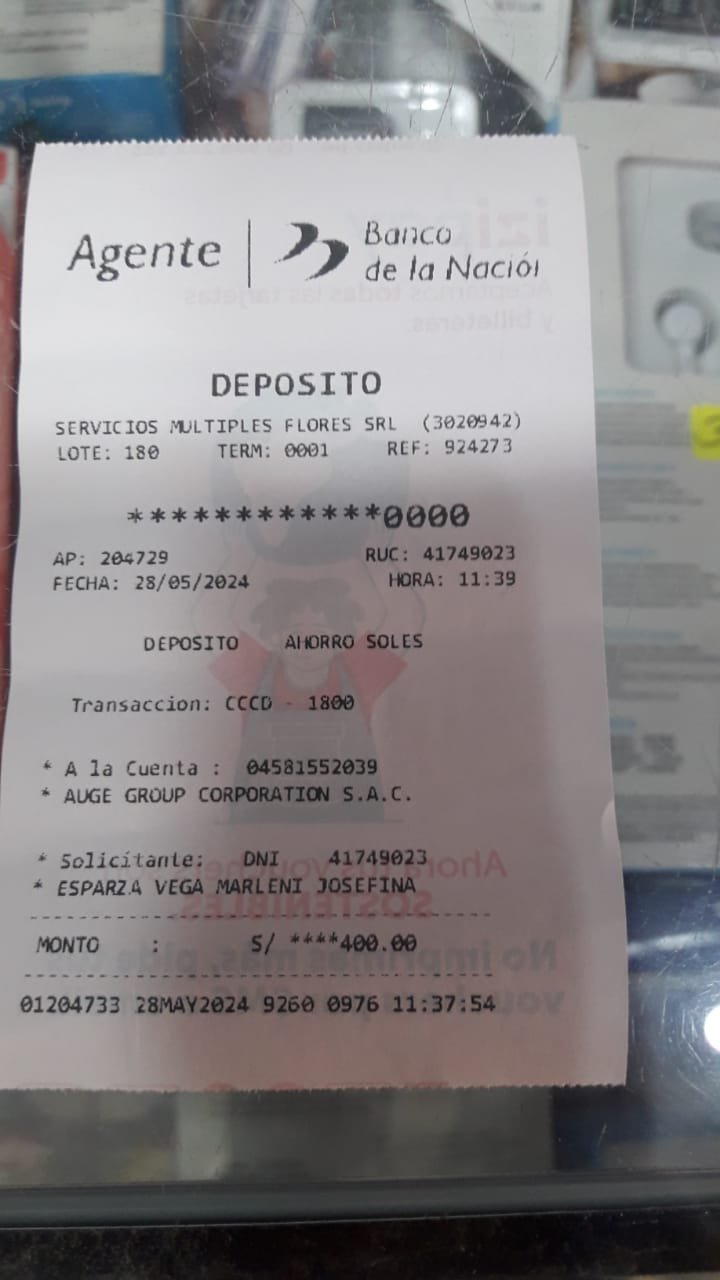 Agente | Banco
de la Nación
DEPOSITO
SERVICIOS MULTIPLES FLORES SRL (3020942)
LOTE: 180 TERM: 0001 REF: 924273
************0000
AP: 204729 RUC: 41749023
FECHA: 28/05/2024 HORA: 11:39
DEPOSITO AHORRO SOLES
Transaccion: CCCD - 1800
* A la Cuenta : 04581552039
* AUGE GROUP CORPORATION S.A.C.
* Solicitante: DNI 41749023
* ESPARZA VEGA MARLENI JOSEFINA
MONTO : S/ ****400.00
01204733 28MAY2024 9260 0976 11:37:54